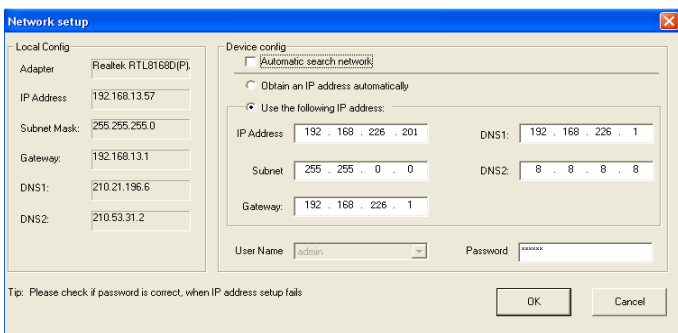 Network setup
Local Config
Adapter Realtek RTL8168D(P).
IP Address 192.168.13.57
Subnet Mask: 255.255.255.0
Gateway: 192.168.13.1
DNS1: 210.21.196.6
DNS2: 210.53.31.2
Device config
Automatic search network
Obtain an IP address automatically
Use the following IP address:
IP Address 192 . 168 . 226 . 201 DNS1: 192 . 168 . 226 . 1
Subnet 255 . 255 . 0 . 0 DNS2: 8 . 8 . 8 . 8
Gateway: 192 . 168 . 226 . 1
User Name admin Password ******
Tip: Please check if password is correct, when IP address setup fails
OK Cancel